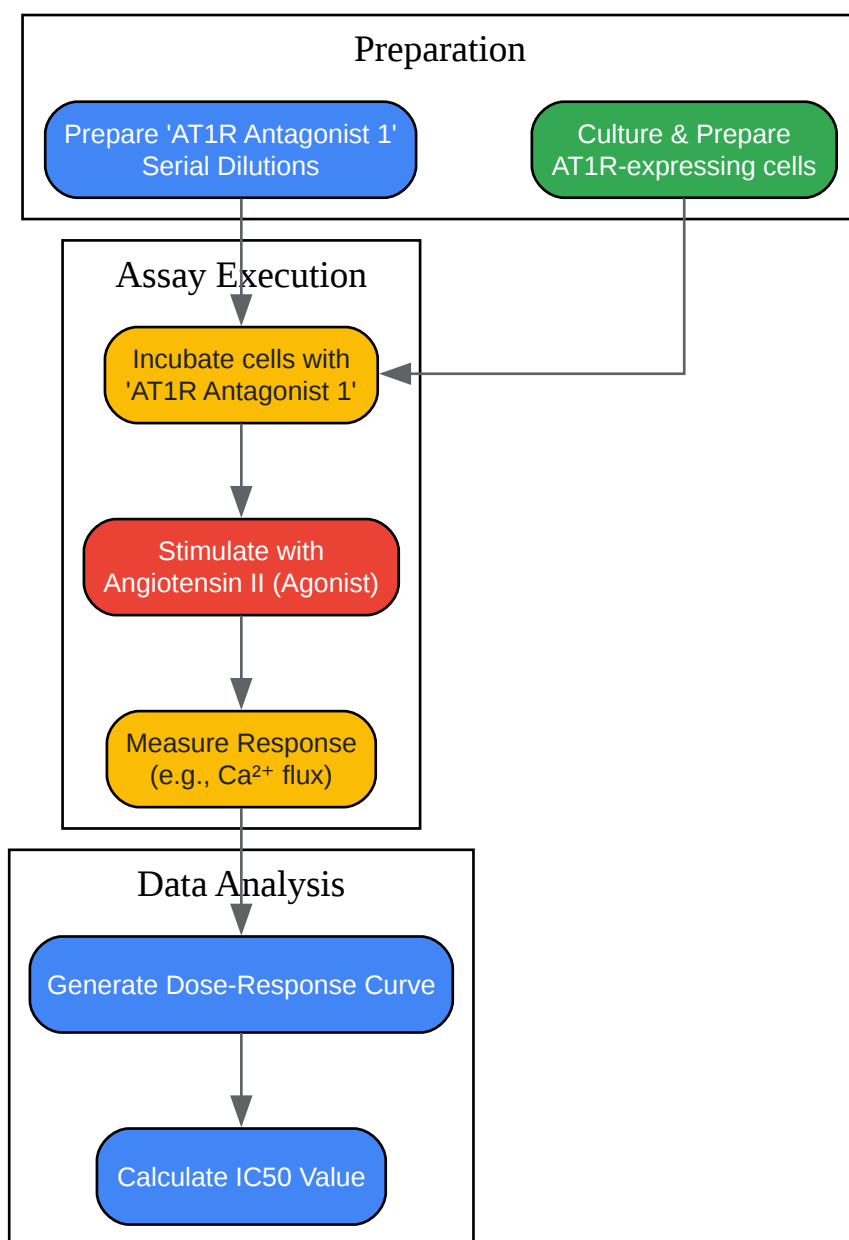 Preparation
Prepare 'AT1R Antagonist 1'
Serial Dilutions
Culture & Prepare
AT1R-expressing cells
Assay Execution
Incubate cells with
'AT1R Antagonist 1'
Stimulate with
Angiotensin II (Agonist)
Measure Response
(e.g., Ca²⁺ flux)
Data Analysis
Generate Dose-Response Curve
Calculate IC50 Value